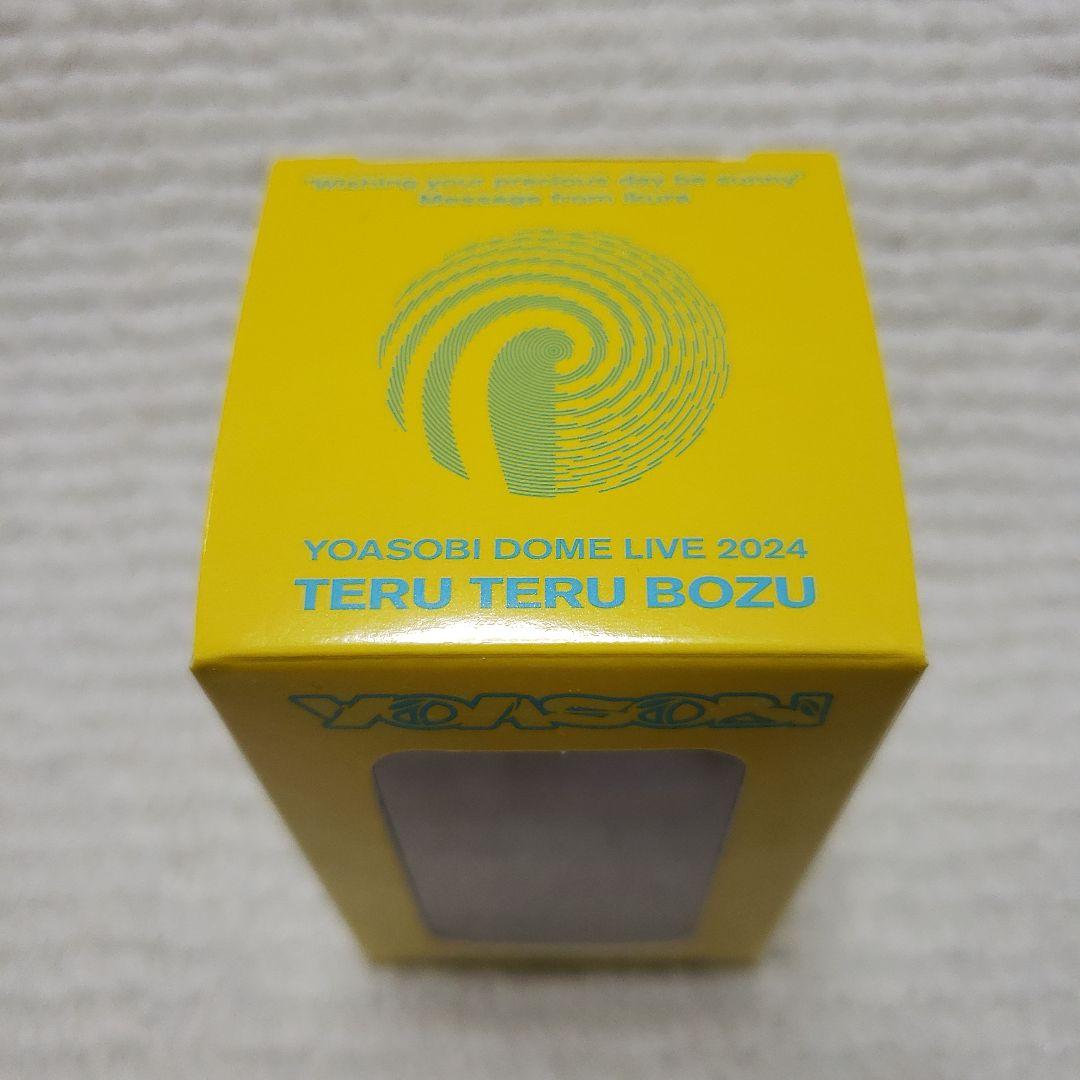 "Wishing your precious day be sunny"
Message from ikura
YOASOBI DOME LIVE 2024
TERU TERU BOZU
YOASOBI